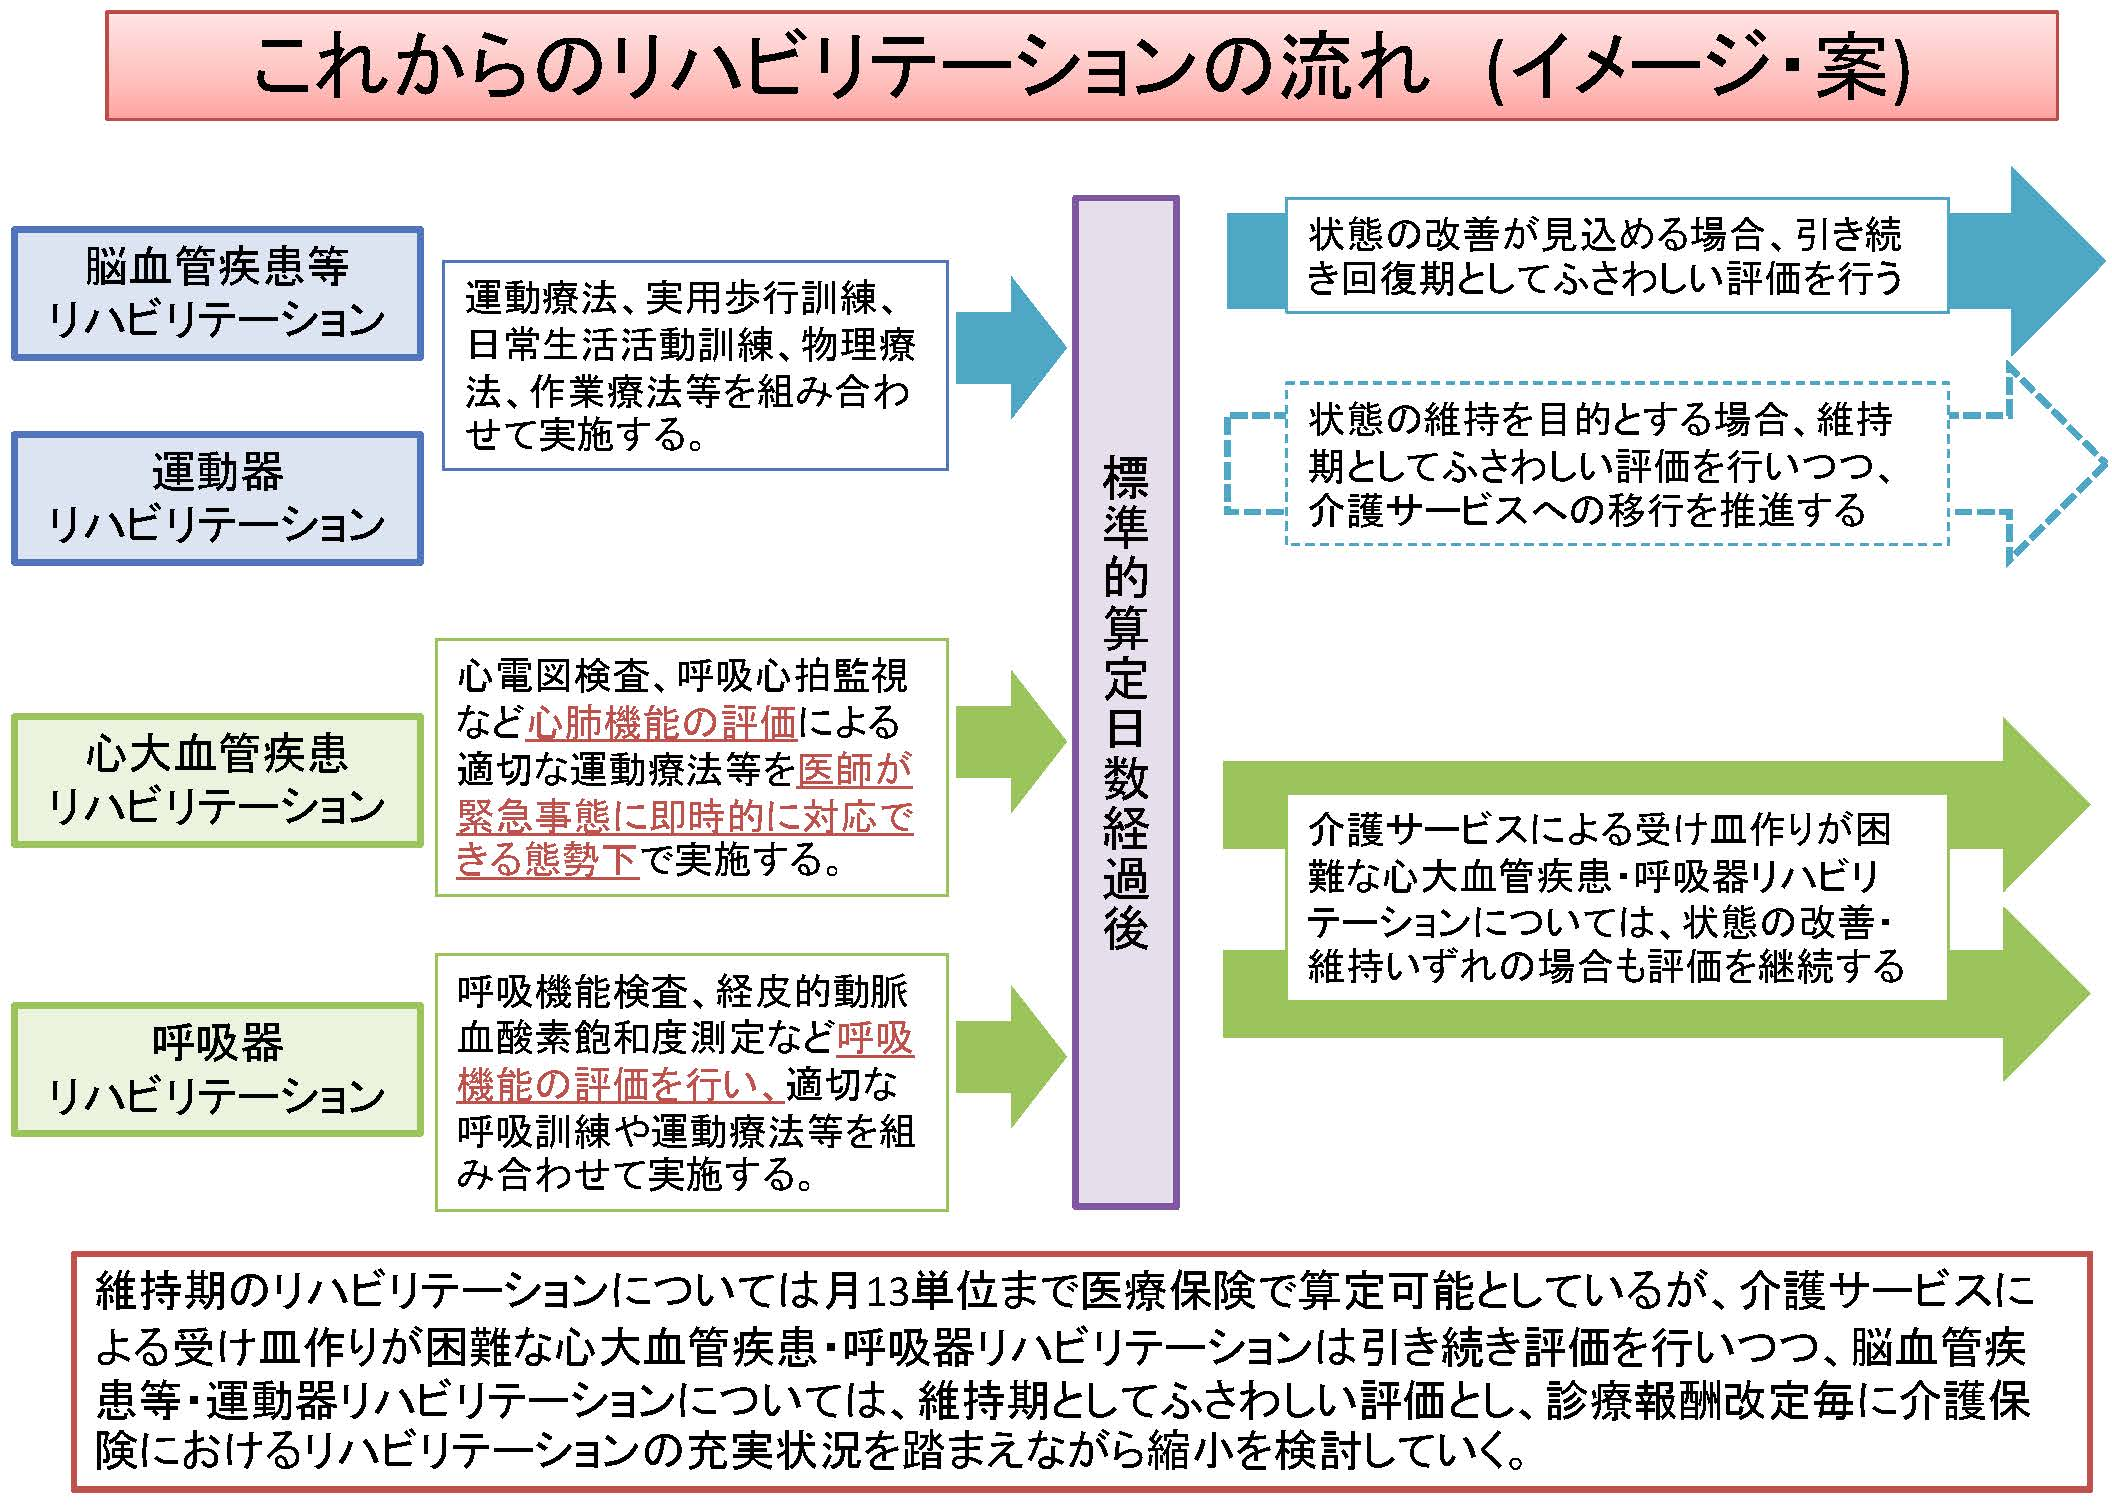 これからのリハビリテーションの流れ　(イメージ・案)
脳血管疾患等
リハビリテーション
運動器
リハビリテーション
運動療法、実用歩行訓練、
日常生活活動訓練、物理療
法、作業療法等を組み合わ
せて実施する。
心大血管疾患
リハビリテーション
心電図検査、呼吸心拍監視
など心肺機能の評価による
適切な運動療法等を医師が
緊急事態に即時的に対応で
きる態勢下で実施する。
呼吸器
リハビリテーション
呼吸機能検査、経皮的動脈
血酸素飽和度測定など呼吸
機能の評価を行い、適切な
呼吸訓練や運動療法等を組
み合わせて実施する。
標準的算定日数経過後
状態の改善が見込める場合、引き続
き回復期としてふさわしい評価を行う
状態の維持を目的とする場合、維持
期としてふさわしい評価を行いつつ、
介護サービスへの移行を推進する
介護サービスによる受け皿作りが困
難な心大血管疾患・呼吸器リハビリ
テーションについては、状態の改善・
維持いずれの場合も評価を継続する
維持期のリハビリテーションについては月13単位まで医療保険で算定可能としているが、介護サービスに
よる受け皿作りが困難な心大血管疾患・呼吸器リハビリテーションは引き続き評価を行いつつ、脳血管疾
患等・運動器リハビリテーションについては、維持期としてふさわしい評価とし、診療報酬改定毎に介護保
険におけるリハビリテーションの充実状況を踏まえながら縮小を検討していく。